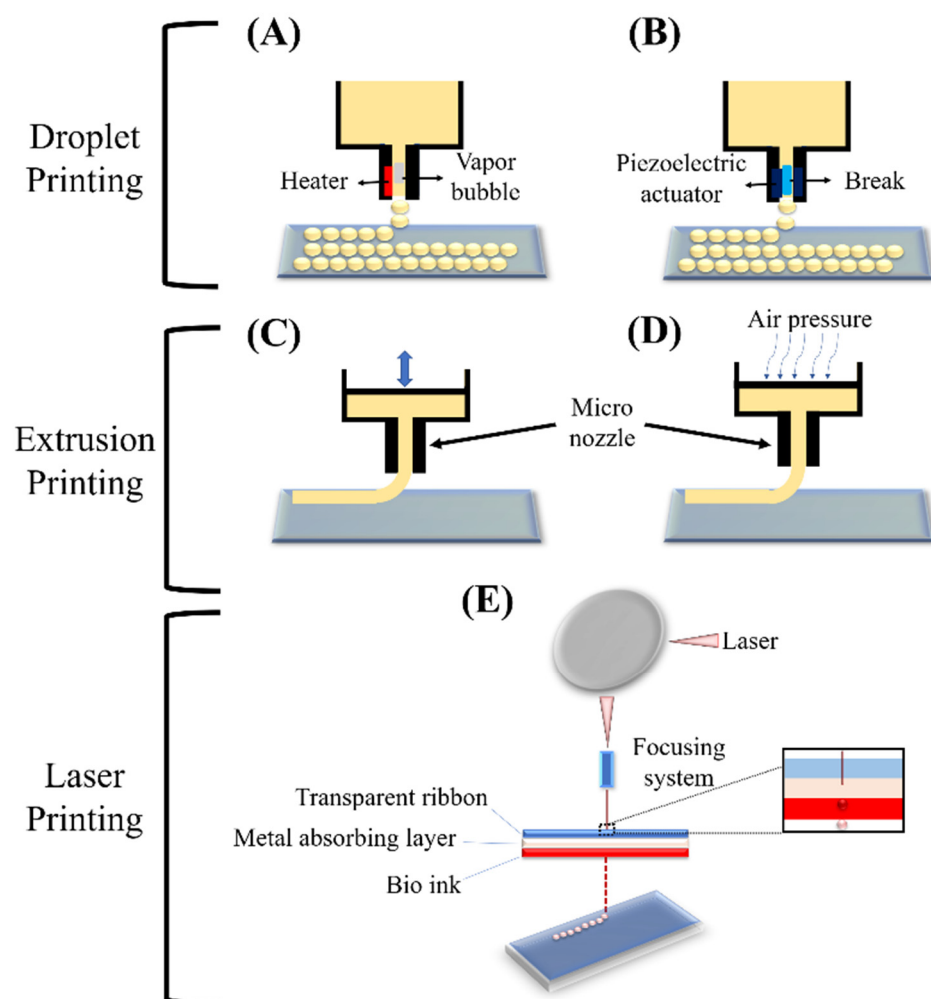 (A)
(B)
Droplet
Printing
Heater
Vapor
bubble
Piezoelectric
actuator
Break
(C)
(D)
Air pressure
Extrusion
Printing
Micro
nozzle
(E)
Laser
Laser
Printing
Focusing
system
Transparent ribbon
Metal absorbing layer
Bio ink